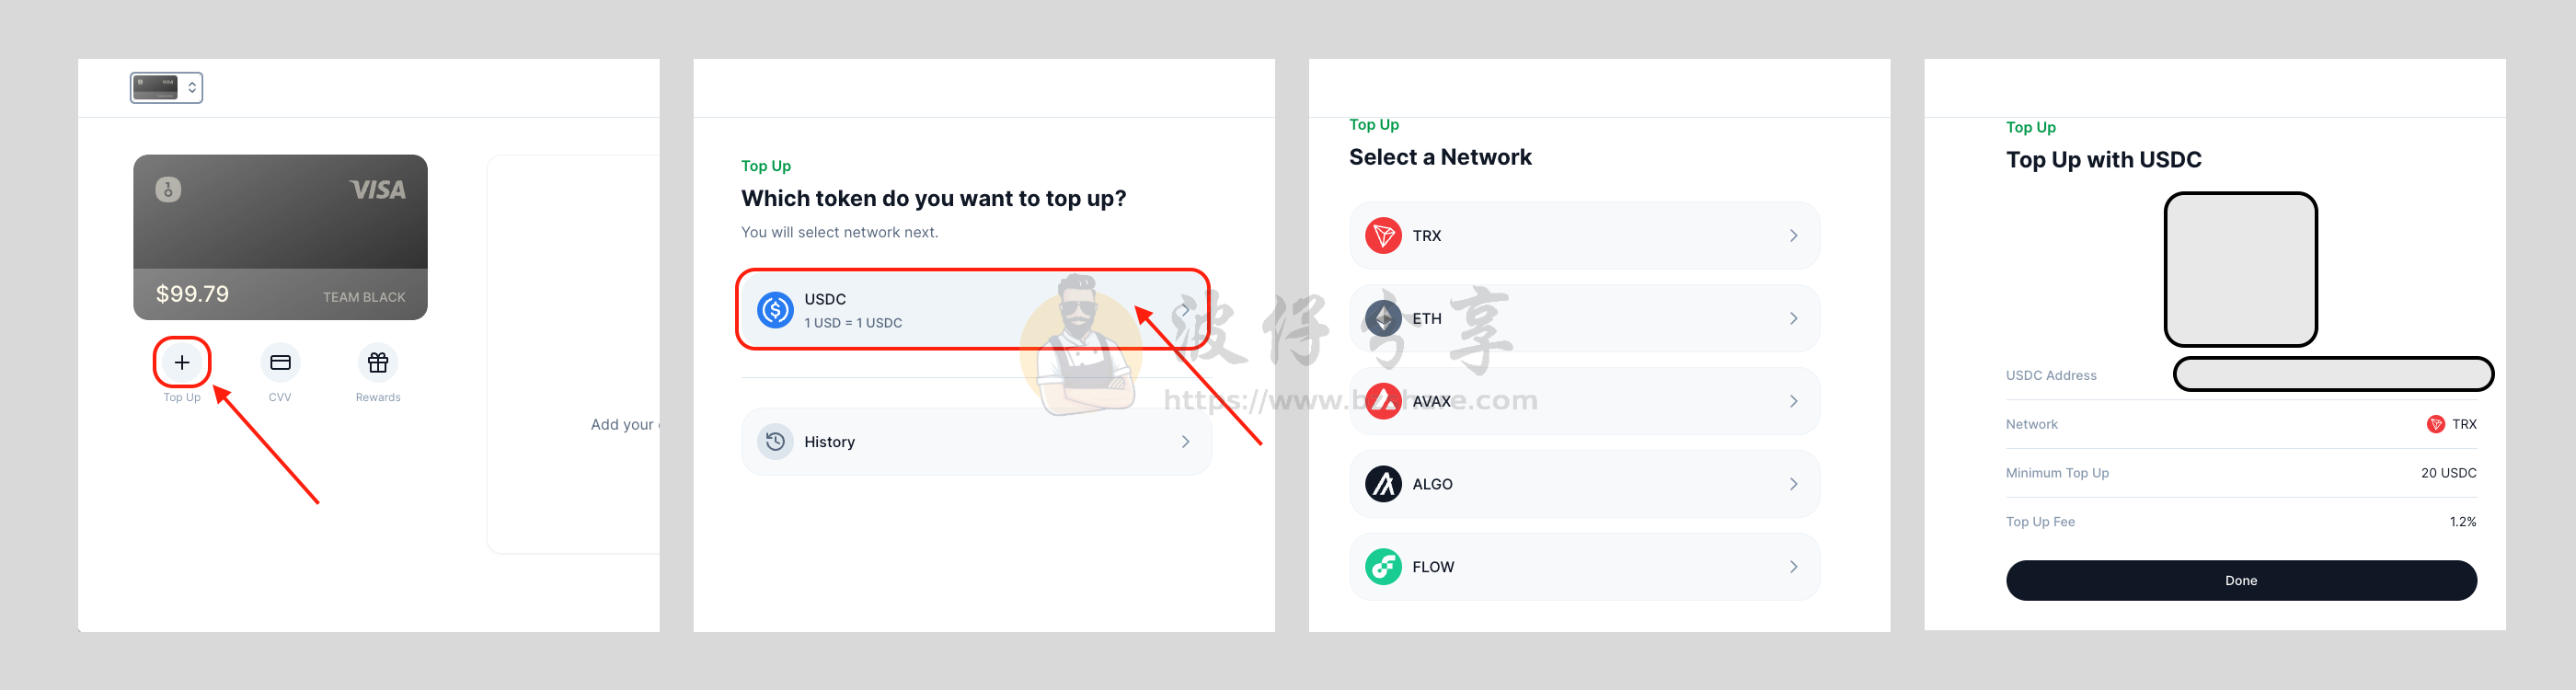 VISA
$99.79
TEAM BLACK
Top Up
CVV
Rewards
Add your
Top Up
Which token do you want to top up?
You will select network next.
USDC
1 USD = 1 USDC
History
Top Up
Select a Network
TRX
ETH
AVAX
ALGO
FLOW
波仔分享
https://www.bzshare.com
Top Up
Top Up with USDC
USDC Address
Network
TRX
Minimum Top Up
20 USDC
Top Up Fee
1.2%
Done